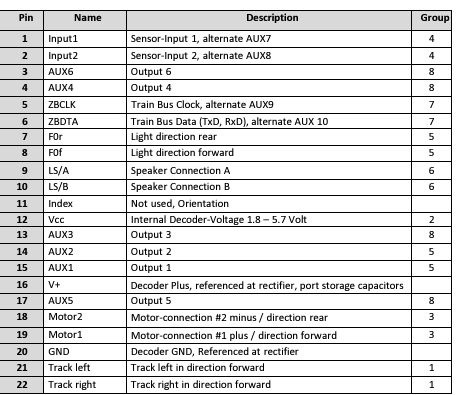 Pin Name Description Group
1 Input1 Sensor-Input 1, alternate AUX7 4
2 Input2 Sensor-Input 2, alternate AUX8 4
3 AUX6 Output 6 8
4 AUX4 Output 4 8
5 ZBCLK Train Bus Clock, alternate AUX9 7
6 ZBDTA Train Bus Data (TxD, RxD), alternate AUX 10 7
7 F0r Light direction rear 5
8 F0f Light direction forward 5
9 LS/A Speaker Connection A 6
10 LS/B Speaker Connection B 6
11 Index Not used, Orientation
12 Vcc Internal Decoder-Voltage 1.8 – 5.7 Volt 2
13 AUX3 Output 3 8
14 AUX2 Output 2 5
15 AUX1 Output 1 5
16 V+ Decoder Plus, referenced at rectifier, port storage capacitors
17 AUX5 Output 5 8
18 Motor2 Motor-connection #2 minus / direction rear 3
19 Motor1 Motor-connection #1 plus / direction forward 3
20 GND Decoder GND, Referenced at rectifier
21 Track left Track left in direction forward 1
22 Track right Track right in direction forward 1